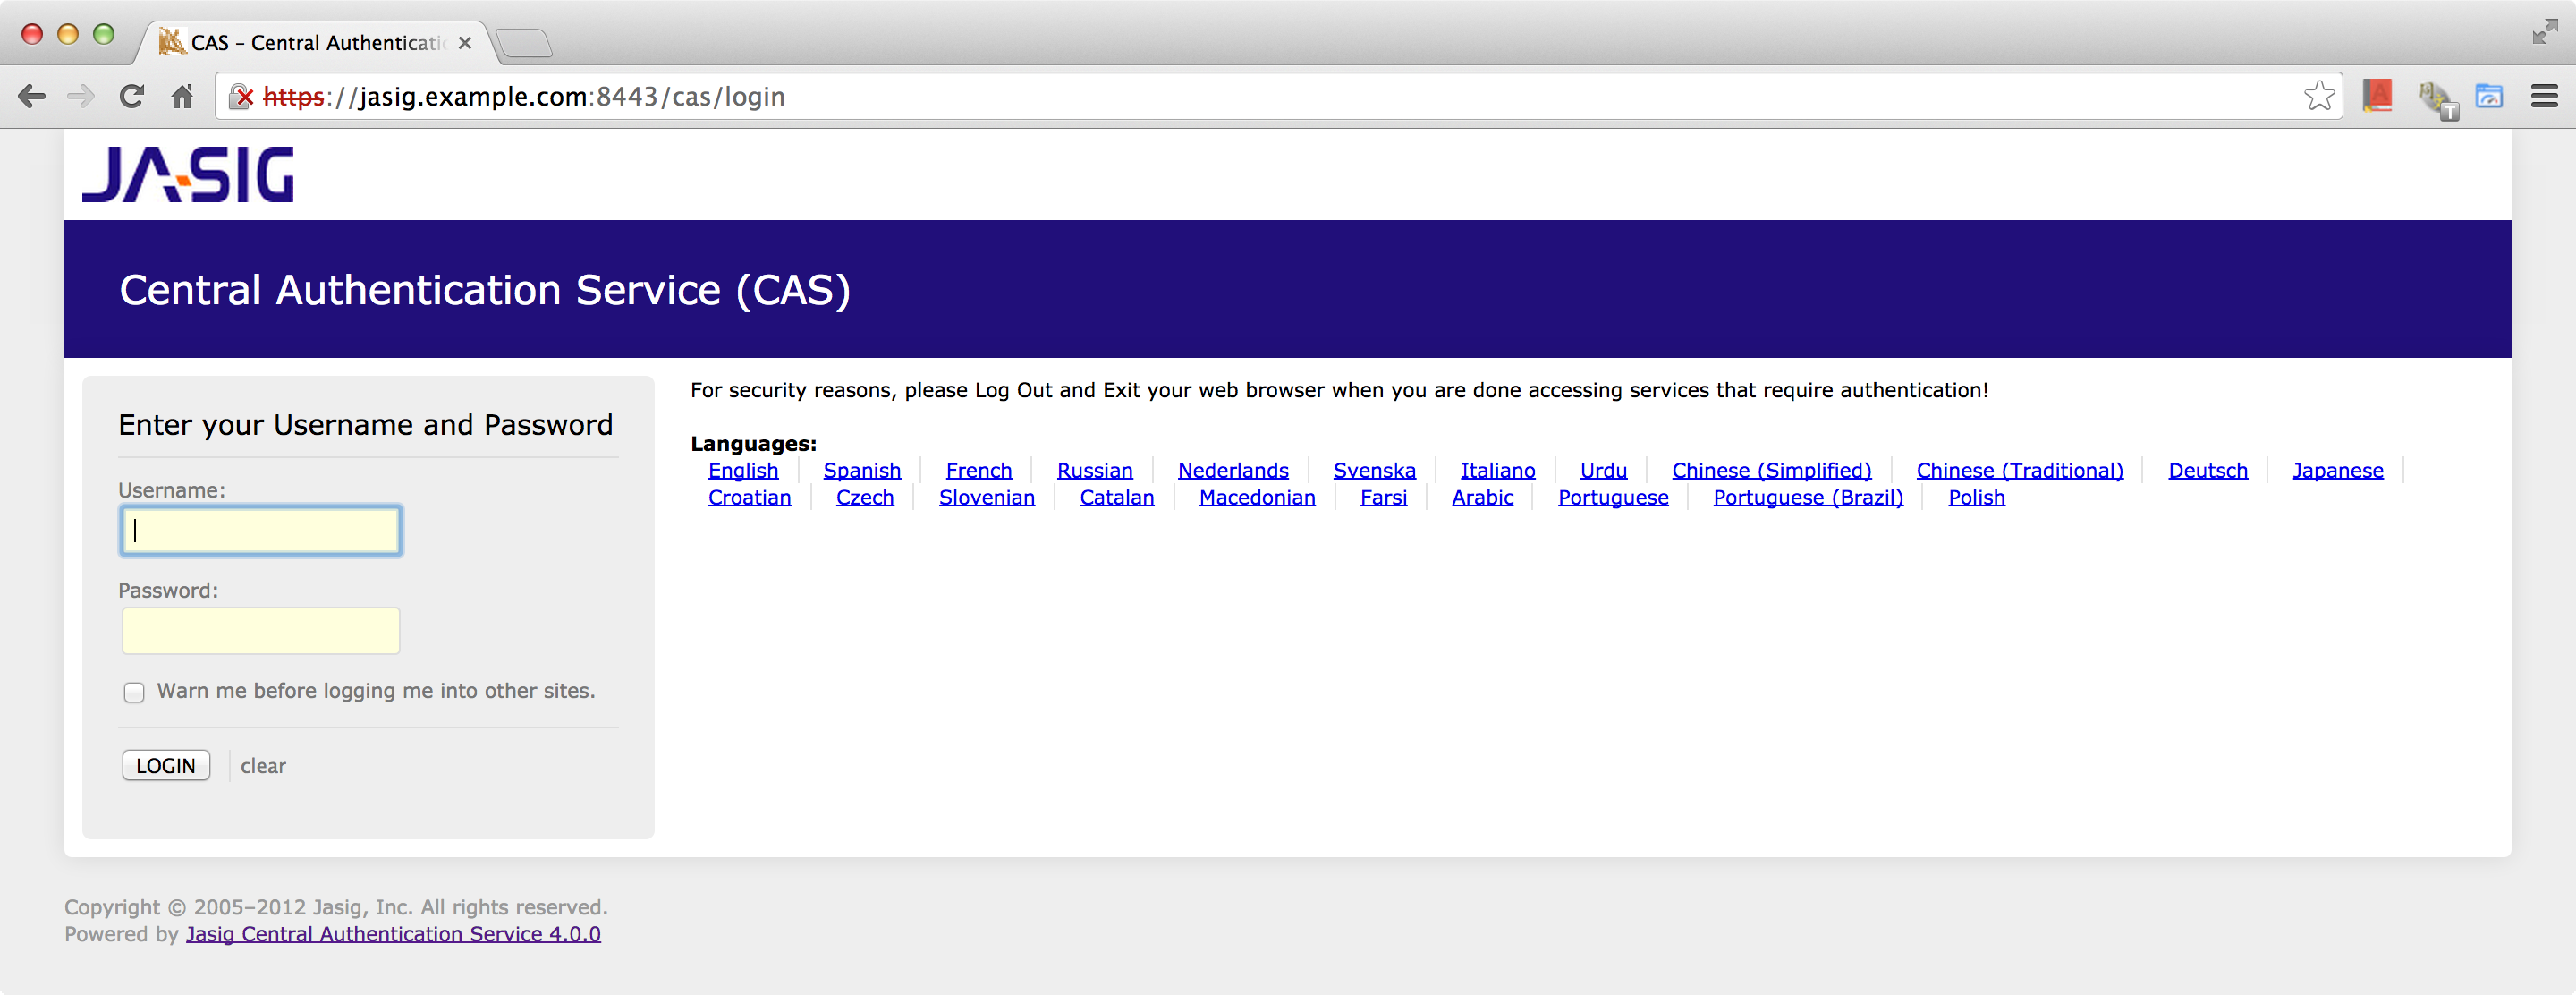 CAS – Central Authenticati
https://jasig.example.com:8443/cas/login
JA-SIG
Central Authentication Service (CAS)
Enter your Username and Password
Username:
Password:
Warn me before logging me into other sites.
LOGIN clear
For security reasons, please Log Out and Exit your web browser when you are done accessing services that require authentication!
Languages:
English Spanish French Russian Nederlands Svenska Italiano Urdu Chinese (Simplified) Chinese (Traditional) Deutsch Japanese
Croatian Czech Slovenian Catalan Macedonian Farsi Arabic Portuguese Portuguese (Brazil) Polish
Copyright © 2005–2012 Jasig, Inc. All rights reserved.
Powered by Jasig Central Authentication Service 4.0.0